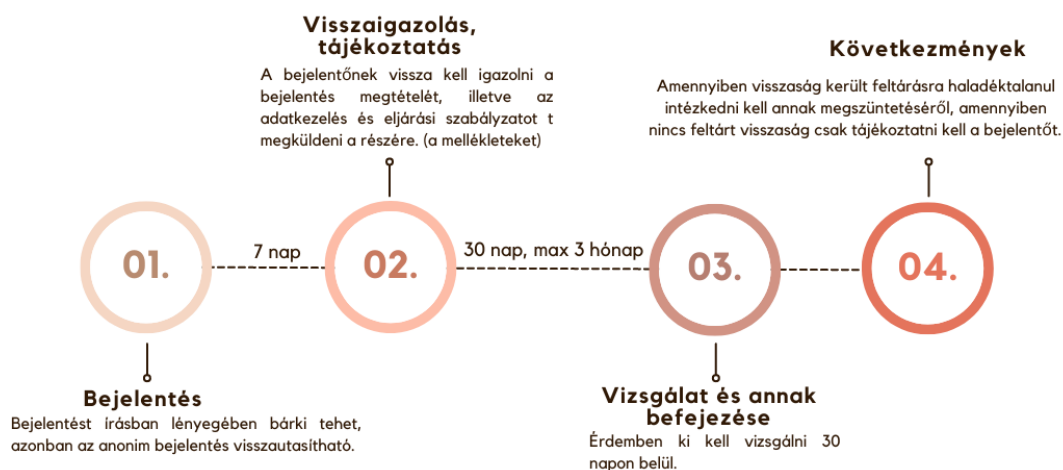 Visszaigazolás,
tájékoztatás
A bejelentőnek vissza kell igazolni a
bejelentés megtételét, illetve az
adatkezelés és eljárási szabályzatot t
megküldeni a részére. (a mellékleteket)
Következmények
Amennyiben visszaság került feltárásra haladéktalanul
intézkedni kell annak megszüntetéséről, amennyiben
nincs feltárt visszaság csak tájékoztatni kell a bejelentőt.
01.
7 nap
02.
30 nap, max 3 hónap
03.
04.
Bejelentés
Bejelentést írásban lényegében bárki tehet,
azonban az anonim bejelentés visszautasítható.
Vizsgálat és annak
befejezése
Érdemben ki kell vizsgálni 30
napon belül.